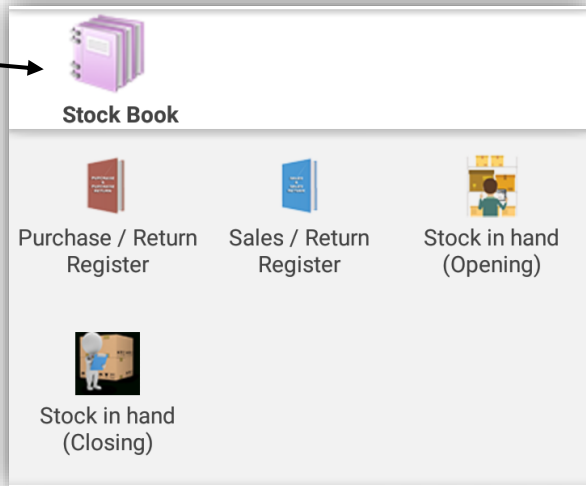 Stock Book
Purchase / Return
Register
Sales / Return
Register
Stock in hand
(Opening)
Stock in hand
(Closing)